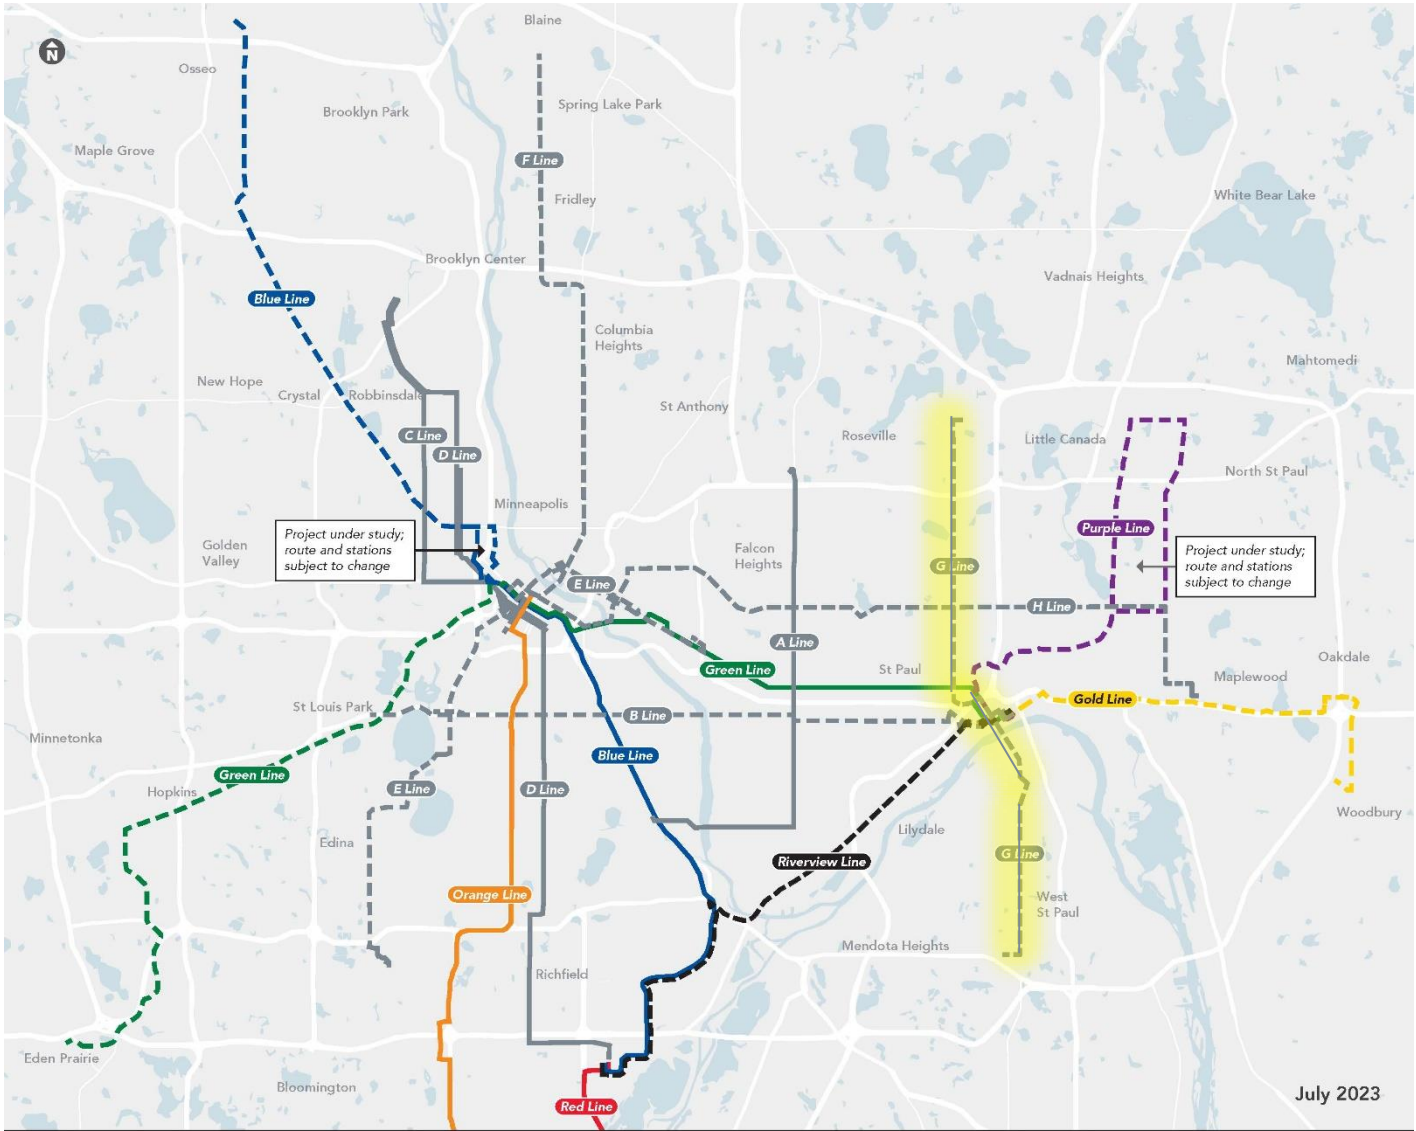 Blaine
N
Osseo
Spring Lake Park
Brooklyn Park
Maple Grove
F Line
White Bear Lake
Fridley
Brooklyn Center
Vadnais Heights
Blue Line
Columbia
Heights
Mahtomedi
New Hope
Crystal
Robbinsdale
St Anthony
C Line
D Line
Roseville
Little Canada
North St Paul
Minneapolis
Purple Line
Project under study;
route and stations
subject to change
Golden
Valley
Falcon
Heights
Project under study;
route and stations
subject to change
G Line
E Line
H Line
A Line
Green Line
St Paul
Oakdale
Maplewood
Gold Line
St Louis Park
B Line
Minnetonka
Blue Line
Green Line
Hopkins
E Line
D Line
Woodbury
Edina
Lilydale
G Line
Riverview Line
Orange Line
West
St Paul
Mendota Heights
Richfield
Eden Prairie
Bloomington
Red Line
July 2023